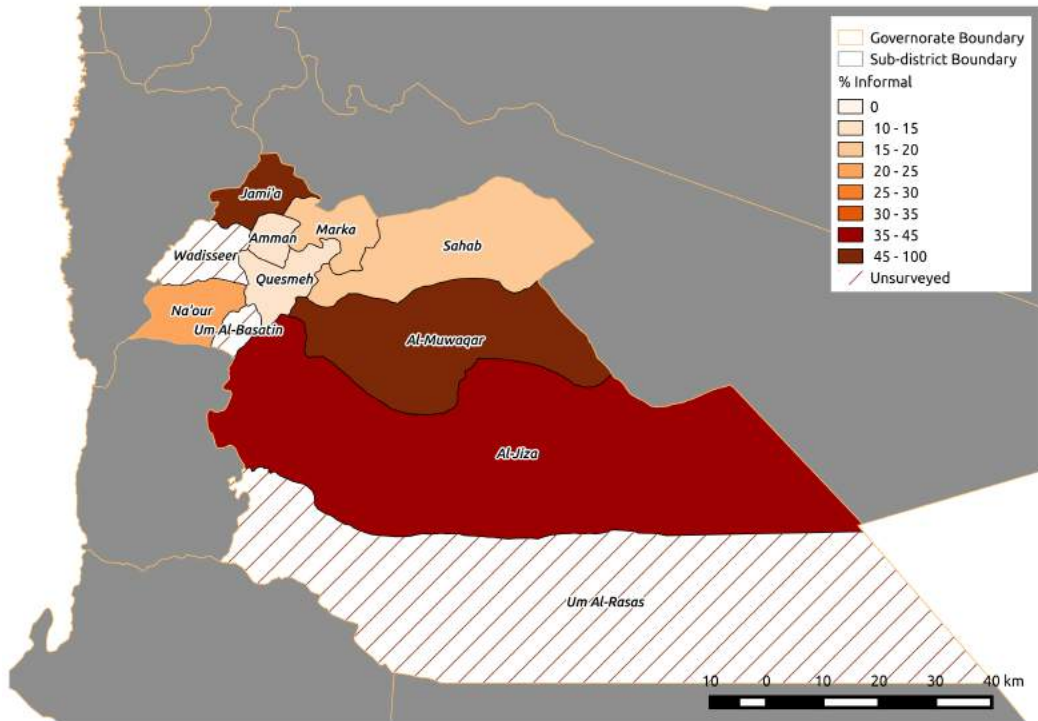 Governorate Boundary
Sub-district Boundary
% Informal
0
10 - 15
15 - 20
20 - 25
25 - 30
30 - 35
35 - 45
45 - 100
Unsurveyed
Jami'a
Amman
Marka
Wadisseer
Sahab
Quesmeh
Na'our
Um Al-Basatin
Al-Muwaqar
Al-Jiza
Um Al-Rasas
10 0 10 20 30 40 km